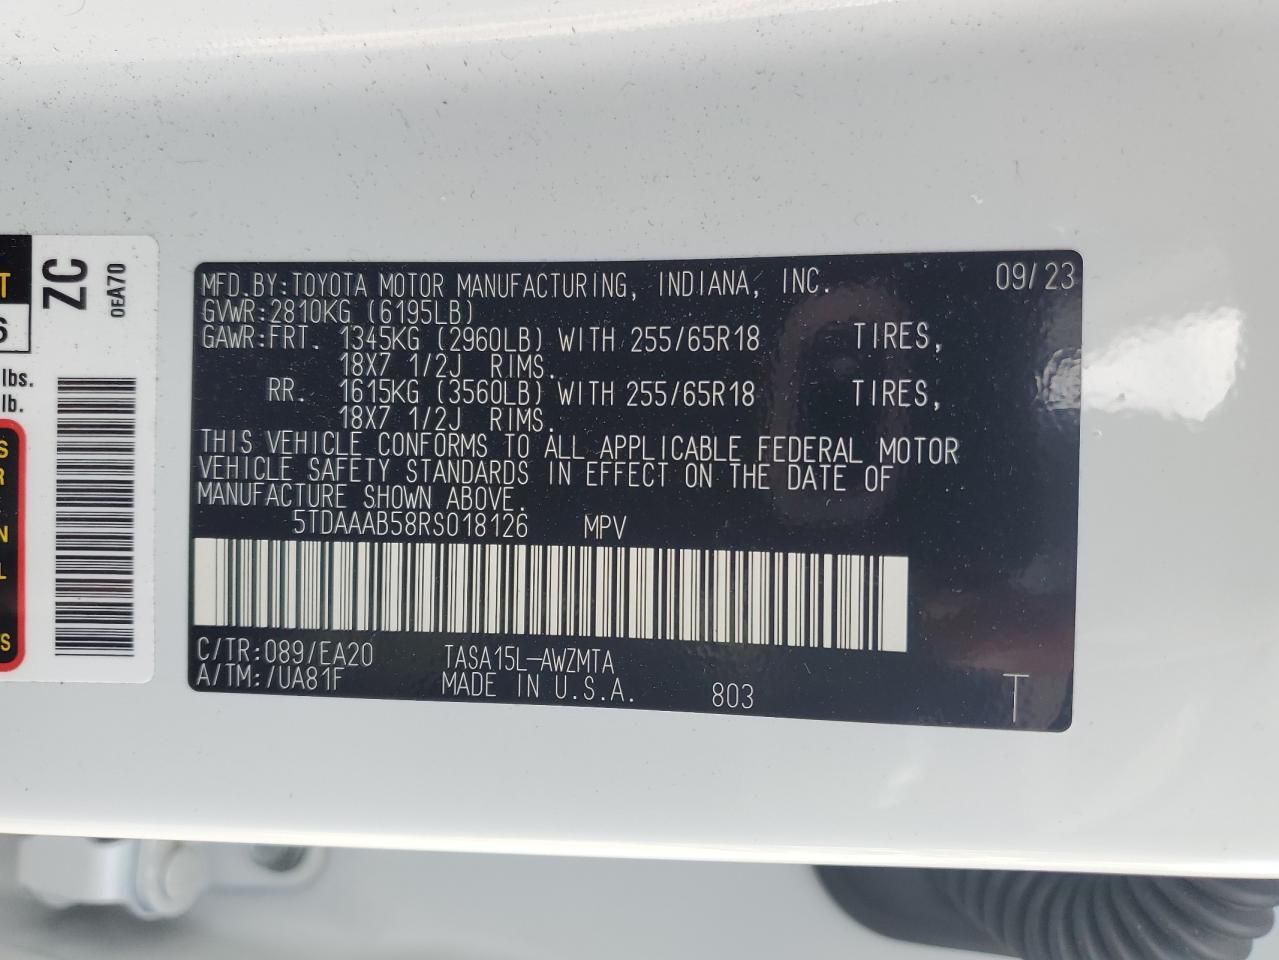 MFD.BY:TOYOTA MOTOR MANUFACTURING, INDIANA, INC. 09/23
GVWR:2810KG (6195LB)
GAWR:FRT. 1345KG (2960LB) WITH 255/65R18 TIRES,
18X7 1/2J RIMS.
RR. 1615KG (3560LB) WITH 255/65R18 TIRES,
18X7 1/2J RIMS.
THIS VEHICLE CONFORMS TO ALL APPLICABLE FEDERAL MOTOR
VEHICLE SAFETY STANDARDS IN EFFECT ON THE DATE OF
MANUFACTURE SHOWN ABOVE.
5TDAAAB58RS018126 MPV
C/TR:089/EA20 TASA15L-AWZMTA
A/TM:/UA81F MADE IN U.S.A. 803 T
ZC
0EA70
lbs.
lb.